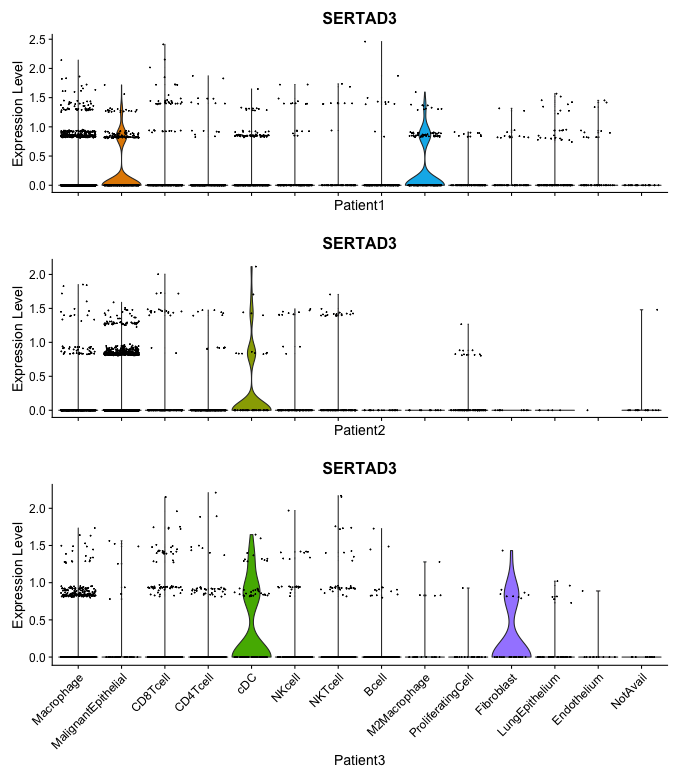 SERTAD3
Expression Level
2.5
2.0
1.5
1.0
0.5
0.0
Patient1
SERTAD3
Expression Level
2.0
1.5
1.0
0.5
0.0
Patient2
SERTAD3
Expression Level
2.0
1.5
1.0
0.5
0.0
Macrophage
MalignantEpithelial
CD8Tcell
CD4Tcell
cDC
NKcell
NKTcell
Bcell
M2Macrophage
ProliferatingCell
Fibroblast
LungEpithelium
Endothelium
NotAvail
Patient3